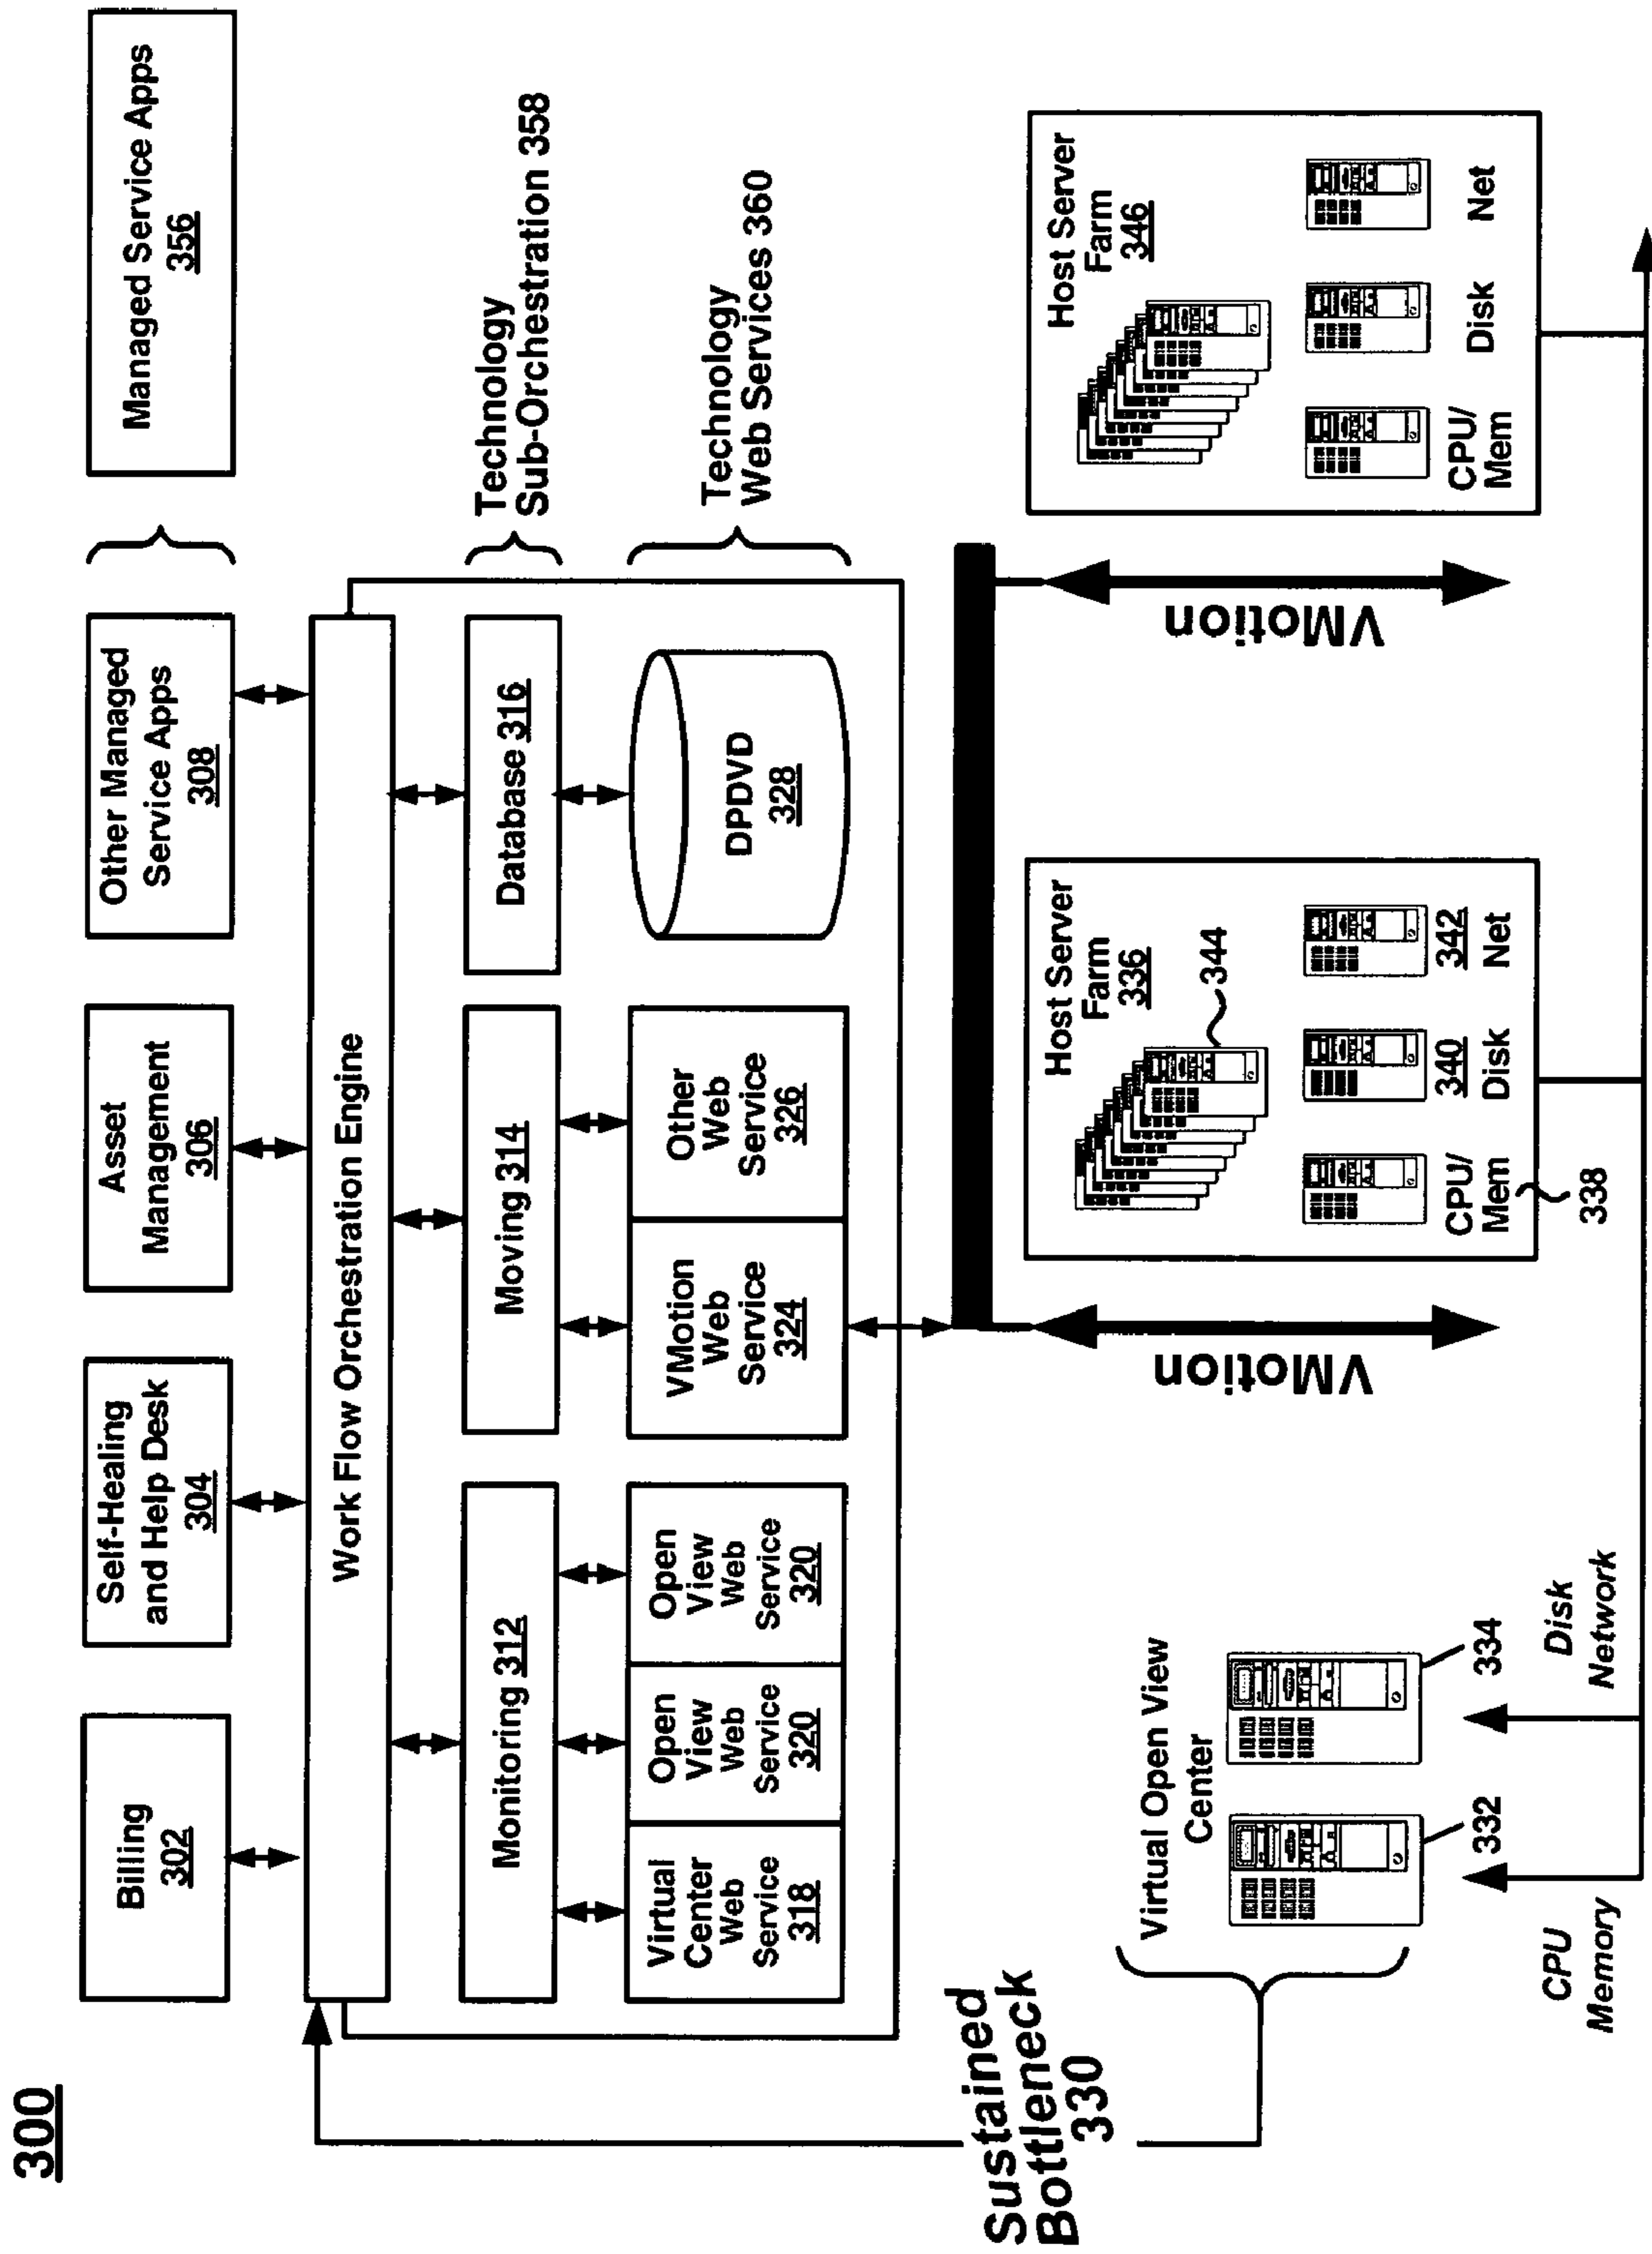 300
Billing
302
Self-Healing
and Help Desk
304
Asset
Management
306
Other Managed
Service Apps
308
Managed Service Apps
356
Work Flow Orchestration Engine
Monitoring 312
Moving 314
Database 316
Technology
Sub-Orchestration 358
Virtual
Center
Web
Service
318
Open
View
Web
Service
320
Open
View
Web
Service
320
VMotion
Web
Service
324
Other
Web
Service
326
DPDVD
328
Technology
Web Services 360
Sustained
Bottleneck
330
Virtual Open View
Center
332
334
CPU
Memory
Disk
Network
VMotion
Host Server
Farm
336
344
340
342
CPU/
Mem
Disk
Net
338
VMotion
Host Server
Farm
346
CPU/
Mem
Disk
Net